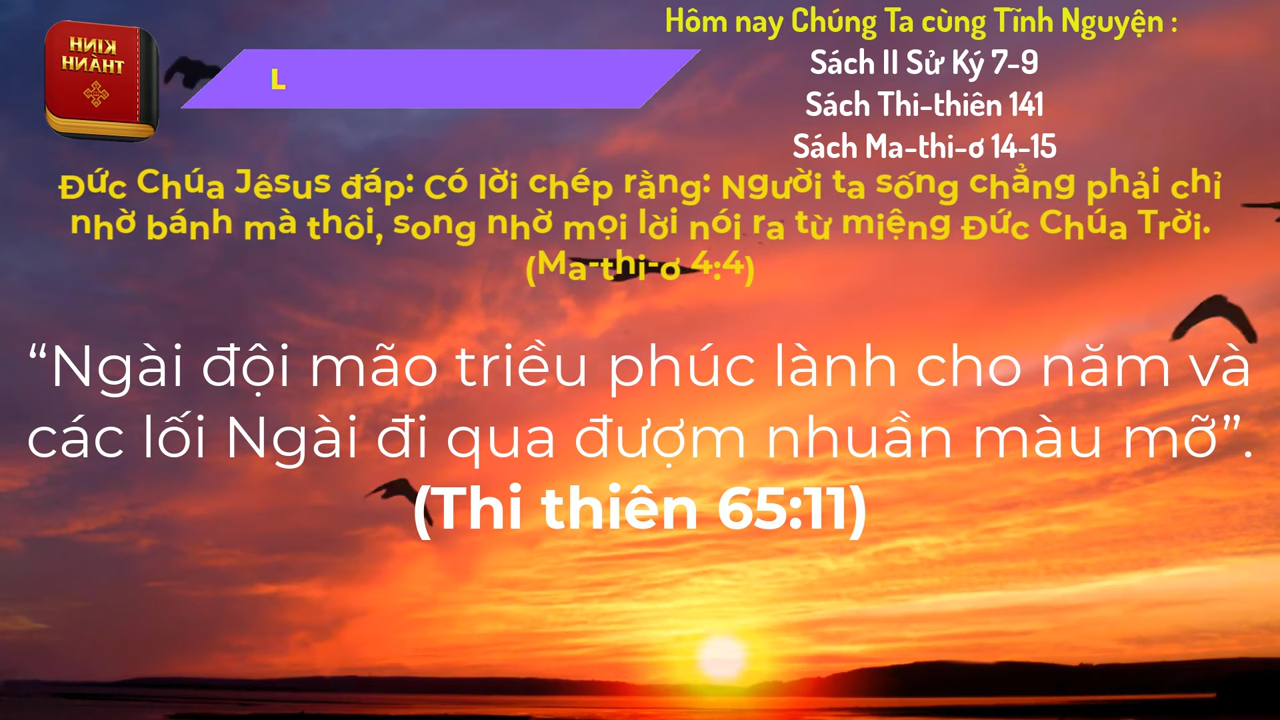 KINH
THÁNH
L
Hôm nay Chúng Ta cùng Tĩnh Nguyện :
Sách II Sử Ký 7-9
Sách Thi-thiên 141
Sách Ma-thi-ơ 14-15
Đức Chúa Jêsus đáp: Có lời chép rằng: Người ta sống chẳng phải chỉ
nhờ bánh mà thôi, song nhờ mọi lời nói ra từ miệng Đức Chúa Trời.
(Ma-thi-ơ 4:4)
“Ngài đội mão triều phúc lành cho năm và
các lối Ngài đi qua đượm nhuần màu mỡ”.
(Thi thiên 65:11)